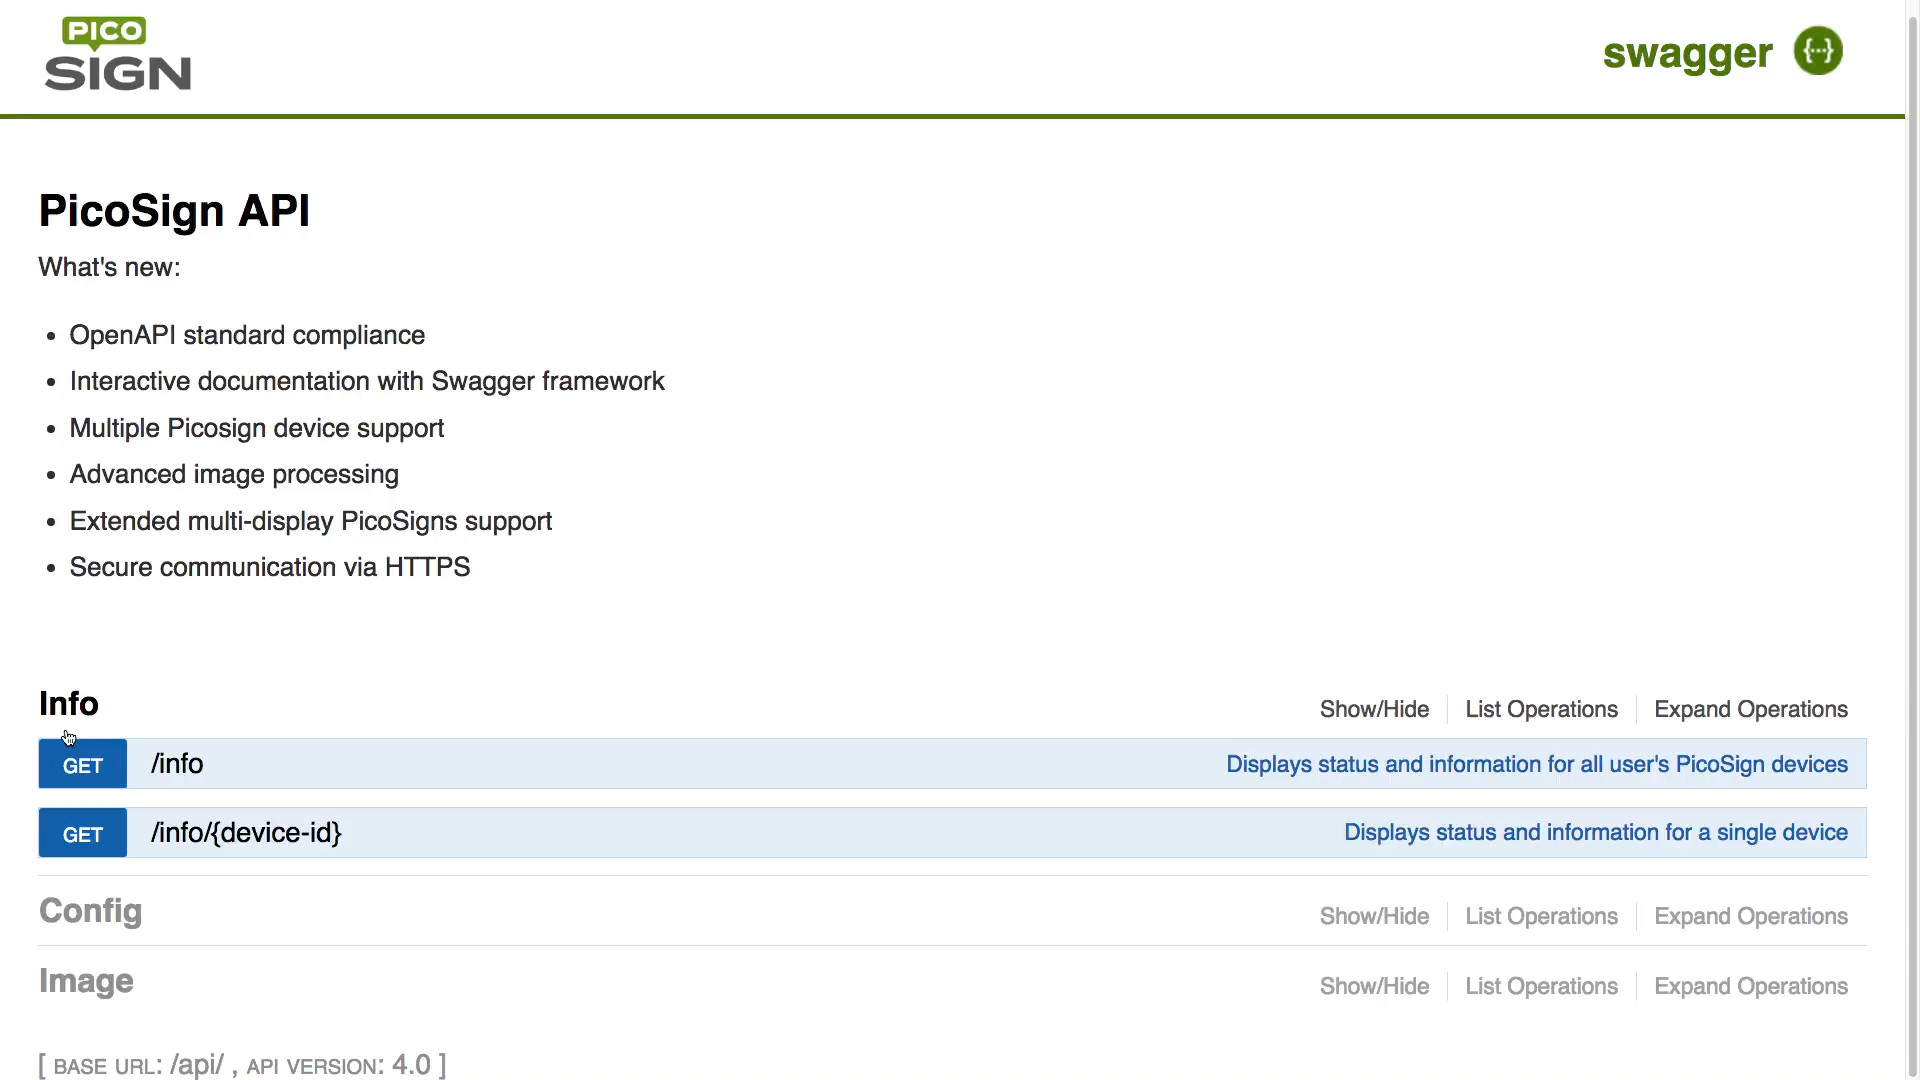 PICO
SIGN
swagger {···}
PicoSign API
What's new:
• OpenAPI standard compliance
• Interactive documentation with Swagger framework
• Multiple Picosign device support
• Advanced image processing
• Extended multi-display PicoSigns support
• Secure communication via HTTPS
Info Show/Hide List Operations Expand Operations
GET /info Displays status and information for all user's PicoSign devices
GET /info/{device-id} Displays status and information for a single device
Config Show/Hide List Operations Expand Operations
Image Show/Hide List Operations Expand Operations
[ BASE URL: /api/ , API VERSION: 4.0 ]